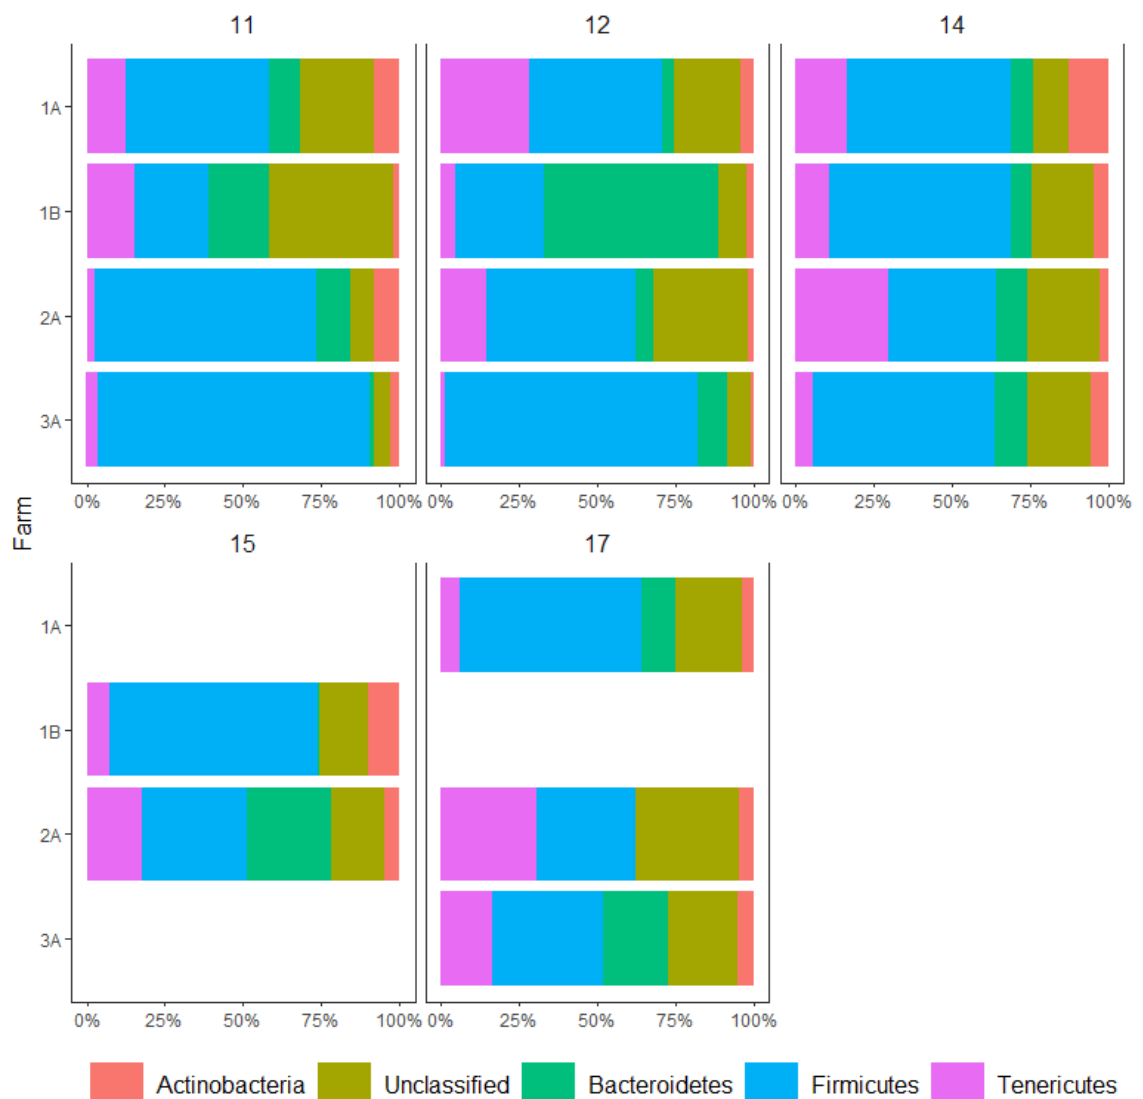 11 12 14
1A
1B
2A
3A
0% 25% 50% 75% 100% 0% 25% 50% 75% 100% 0% 25% 50% 75% 100%
Farm
15 17
1A
1B
2A
3A
0% 25% 50% 75% 100% 0% 25% 50% 75% 100%
Actinobacteria Unclassified Bacteroidetes Firmicutes Tenericutes